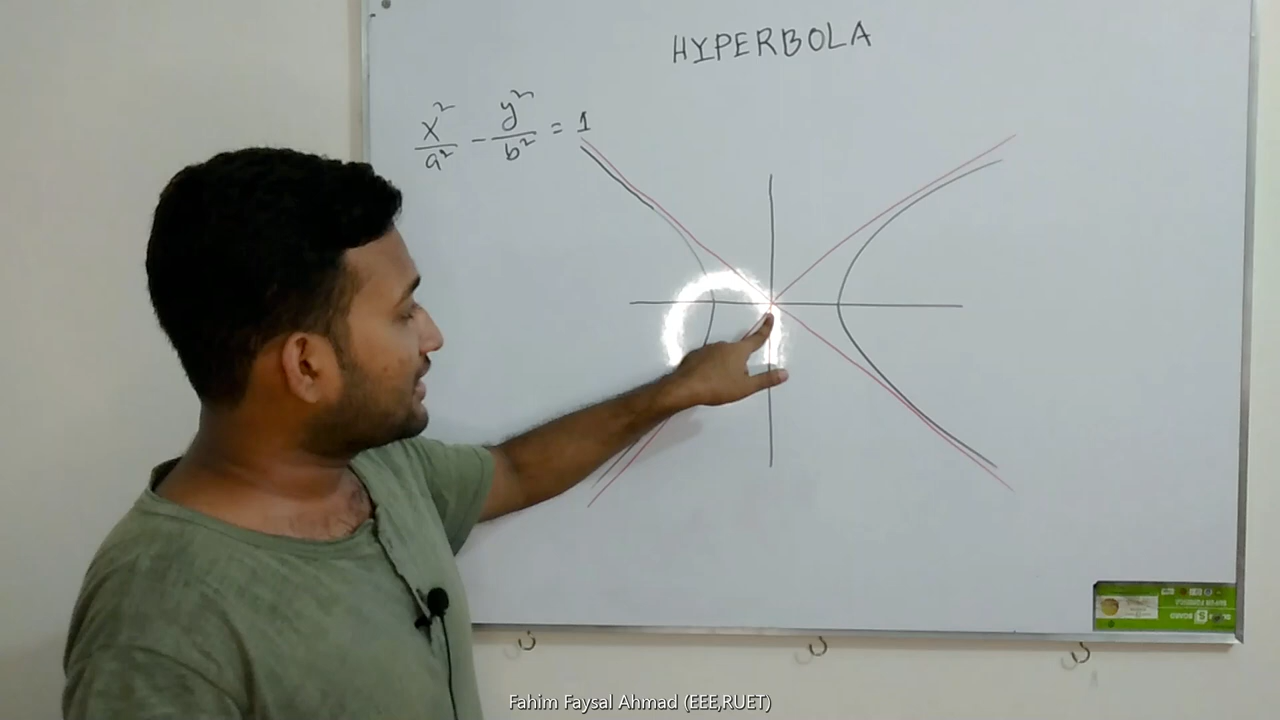 HYPERBOLA
x²/a² - y²/b² = 1
Fahim Faysal Ahmad (EEE,RUET)